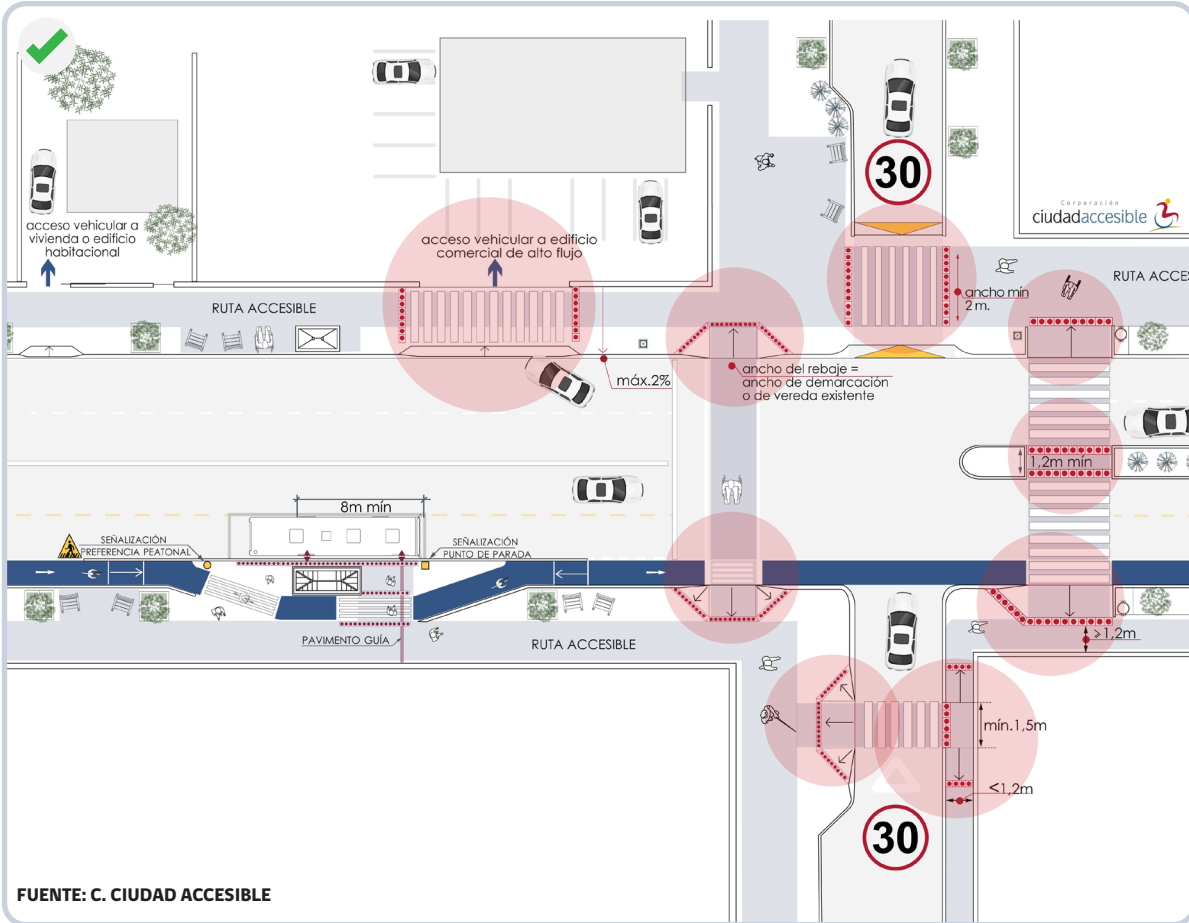 30
Corporación
ciudadaccesible
acceso vehicular a
vivienda o edificio
habitacional
acceso vehicular a edificio
comercial de alto flujo
RUTA ACCESIBLE
RUTA ACCES
ancho mín
2 m.
máx.2%
ancho del rebaje =
ancho de demarcación
o de vereda existente
1,2m mín
8m mín
SEÑALIZACIÓN
PREFERENCIA PEATONAL
SEÑALIZACIÓN
PUNTO DE PARADA
PAVIMENTO GUÍA
RUTA ACCESIBLE
≥1,2m
mín.1,5m
<1,2m
30
FUENTE: C. CIUDAD ACCESIBLE